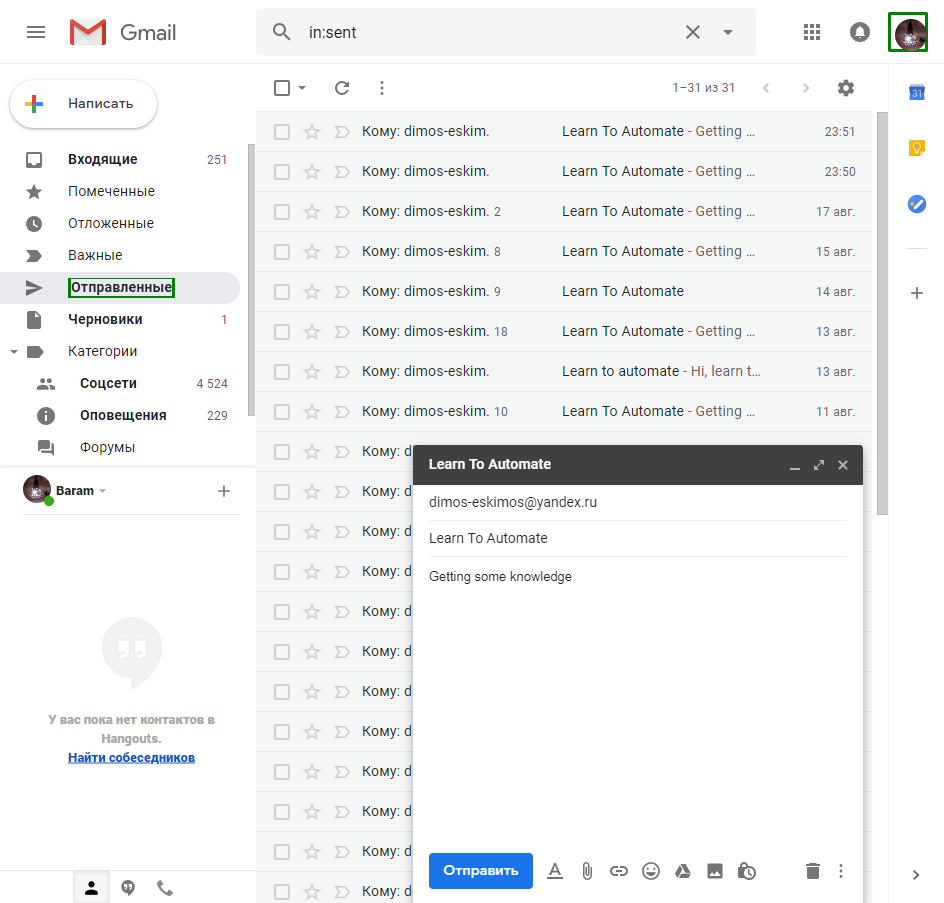 Gmail
in:sent
Написать
1–31 из 31
31
Входящие 251
Помеченные
Отложенные
Важные
Отправленные
Черновики 1
Категории
Соцсети 4 524
Оповещения 229
Форумы
Baram
У вас пока нет контактов в
Hangouts.
Найти собеседников
Кому: dimos-eskim. Learn To Automate - Getting ... 23:51
Кому: dimos-eskim. Learn To Automate - Getting ... 23:50
Кому: dimos-eskim. 2 Learn To Automate - Getting ... 17 авг.
Кому: dimos-eskim. 8 Learn To Automate - Getting ... 15 авг.
Кому: dimos-eskim. 9 Learn To Automate 14 авг.
Кому: dimos-eskim. 18 Learn To Automate - Getting ... 13 авг.
Кому: dimos-eskim. Learn to automate - Hi, learn t... 13 авг.
Кому: dimos-eskim. 10 Learn To Automate - Getting ... 11 авг.
Кому: d
Кому: d
Кому: d
Кому: d
Кому: d
Кому: d
Кому: d
Кому: d
Кому: d
Кому: d
Кому: d
Кому: d
Learn To Automate
dimos-eskimos@yandex.ru
Learn To Automate
Getting some knowledge
Отправить